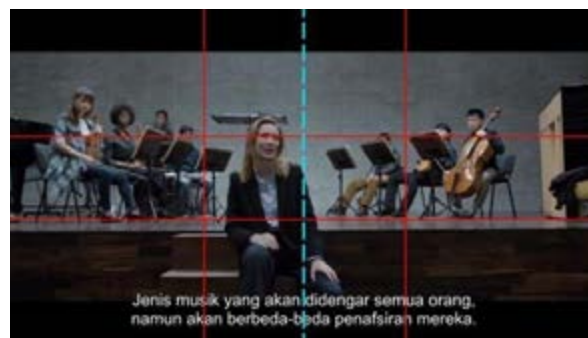 Jenis musik yang akan didengar semua orang,
namun akan berbeda-beda penafsiran mereka.